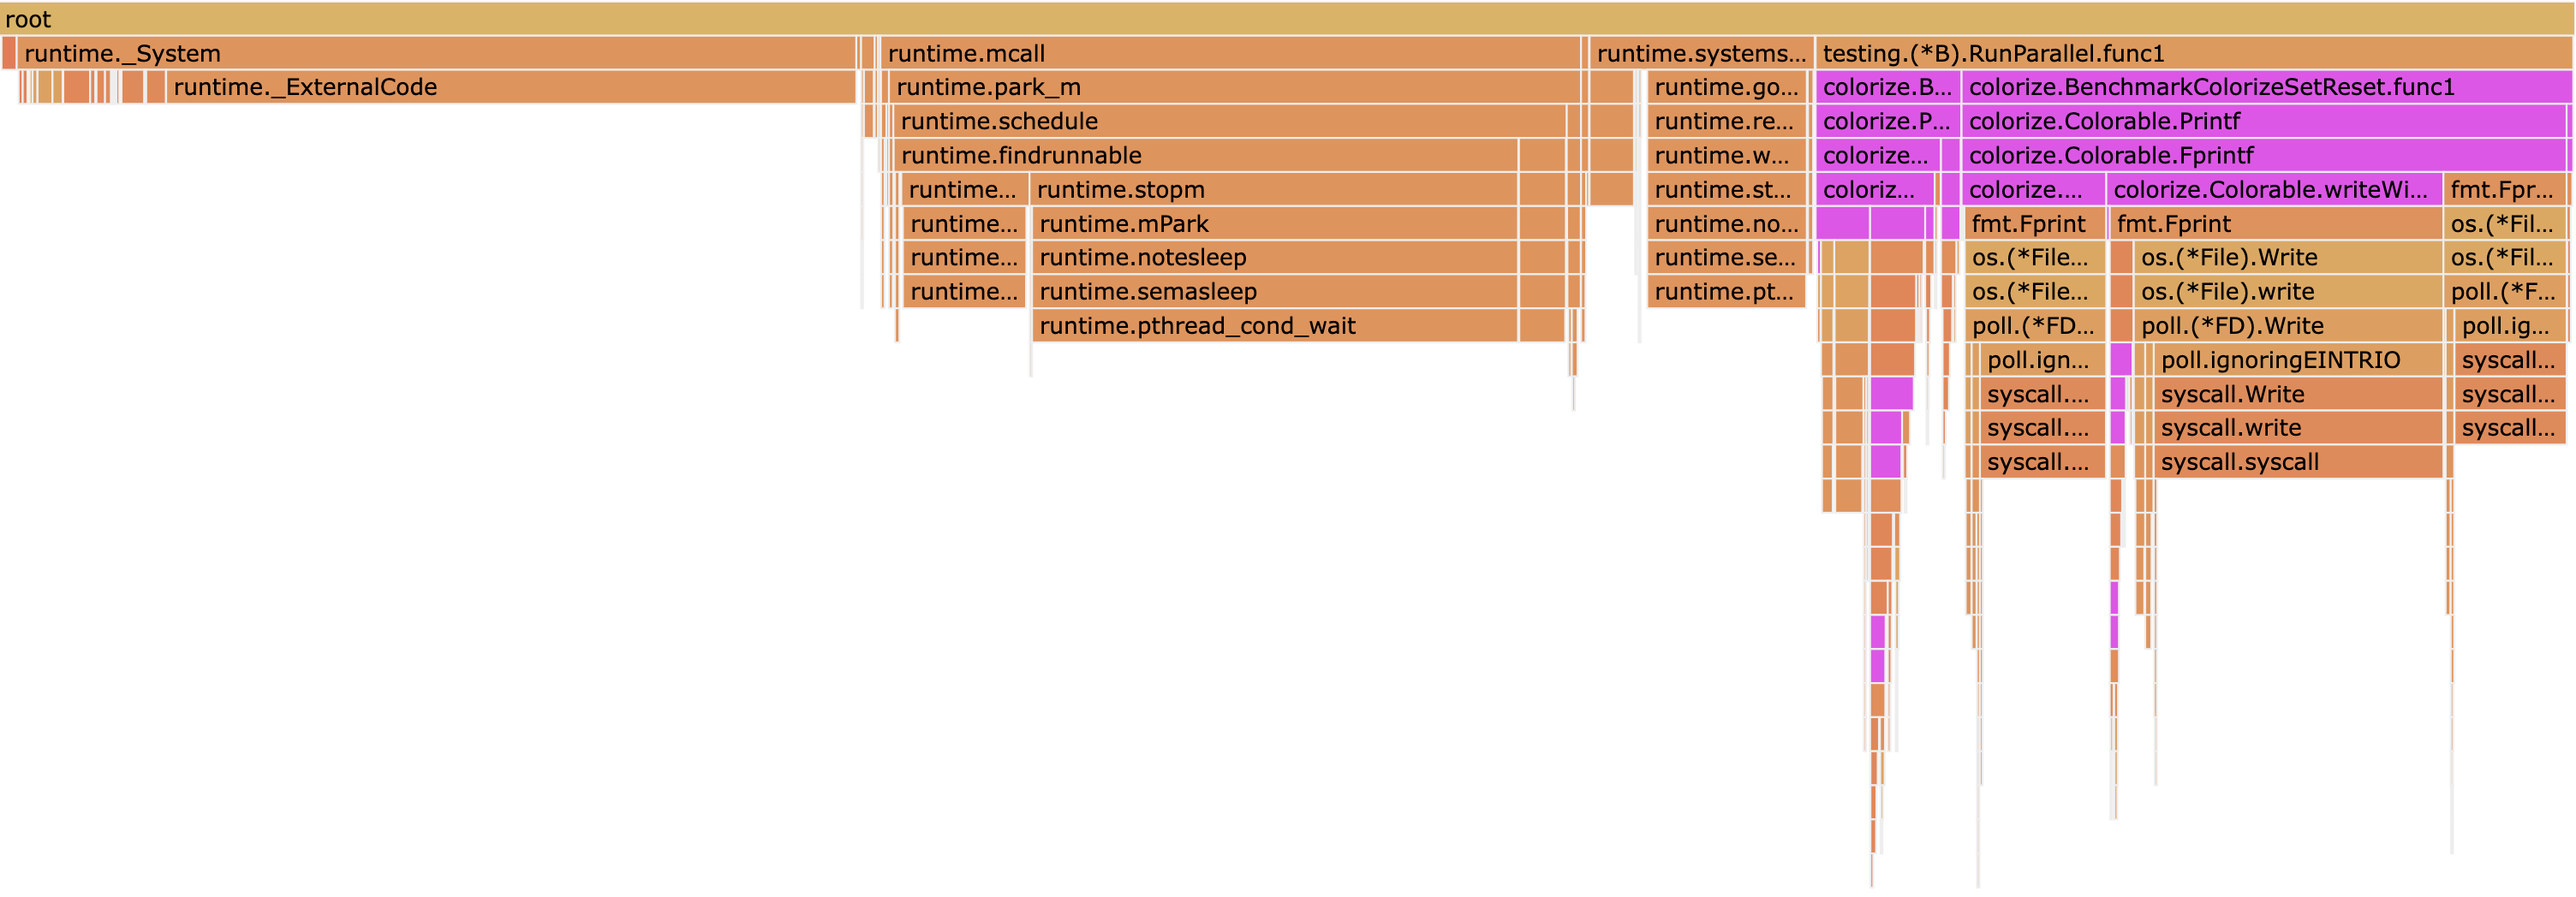 root
runtime._System runtime.mcall runtime.systems... testing.(*B).RunParallel.func1
runtime._ExternalCode runtime.park_m runtime.go... colorize.B... colorize.BenchmarkColorizeSetReset.func1
runtime.schedule runtime.re... colorize.P... colorize.Colorable.Printf
runtime.findrunnable runtime.w... colorize... colorize.Colorable.Fprintf
runtime... runtime.stopm runtime.st... coloriz... colorize.... colorize.Colorable.writeWi... fmt.Fpr...
runtime... runtime.mPark runtime.no... fmt.Fprint fmt.Fprint os.(*Fil...
runtime... runtime.notesleep runtime.se... os.(*File... os.(*File).Write os.(*Fil...
runtime... runtime.semasleep runtime.pt... os.(*File... os.(*File).write poll.(*F...
runtime.pthread_cond_wait poll.(*FD... poll.(*FD).Write poll.ig...
poll.ign... poll.ignoringEINTRIO syscall...
syscall.... syscall.Write syscall...
syscall.... syscall.write syscall...
syscall.... syscall.syscall